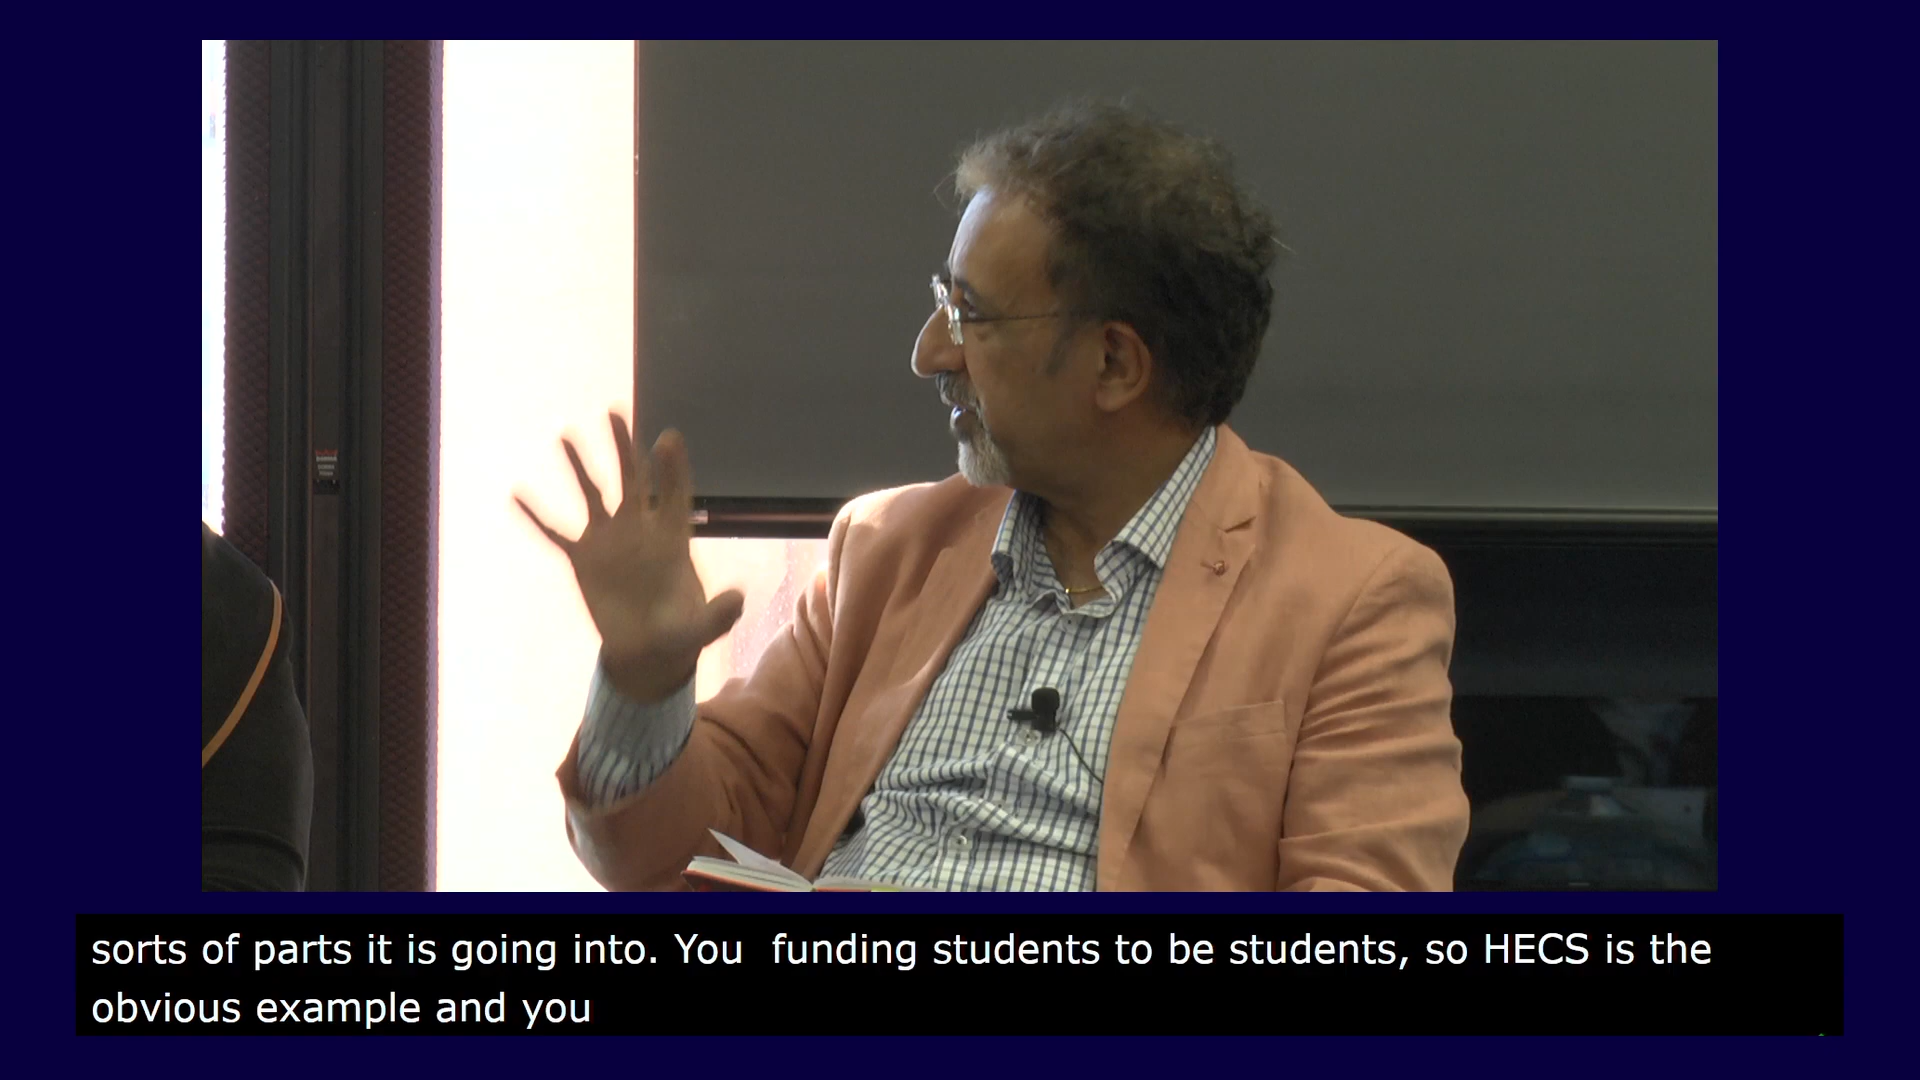 sorts of parts it is going into. You  funding students to be students, so HECS is the
obvious example and you